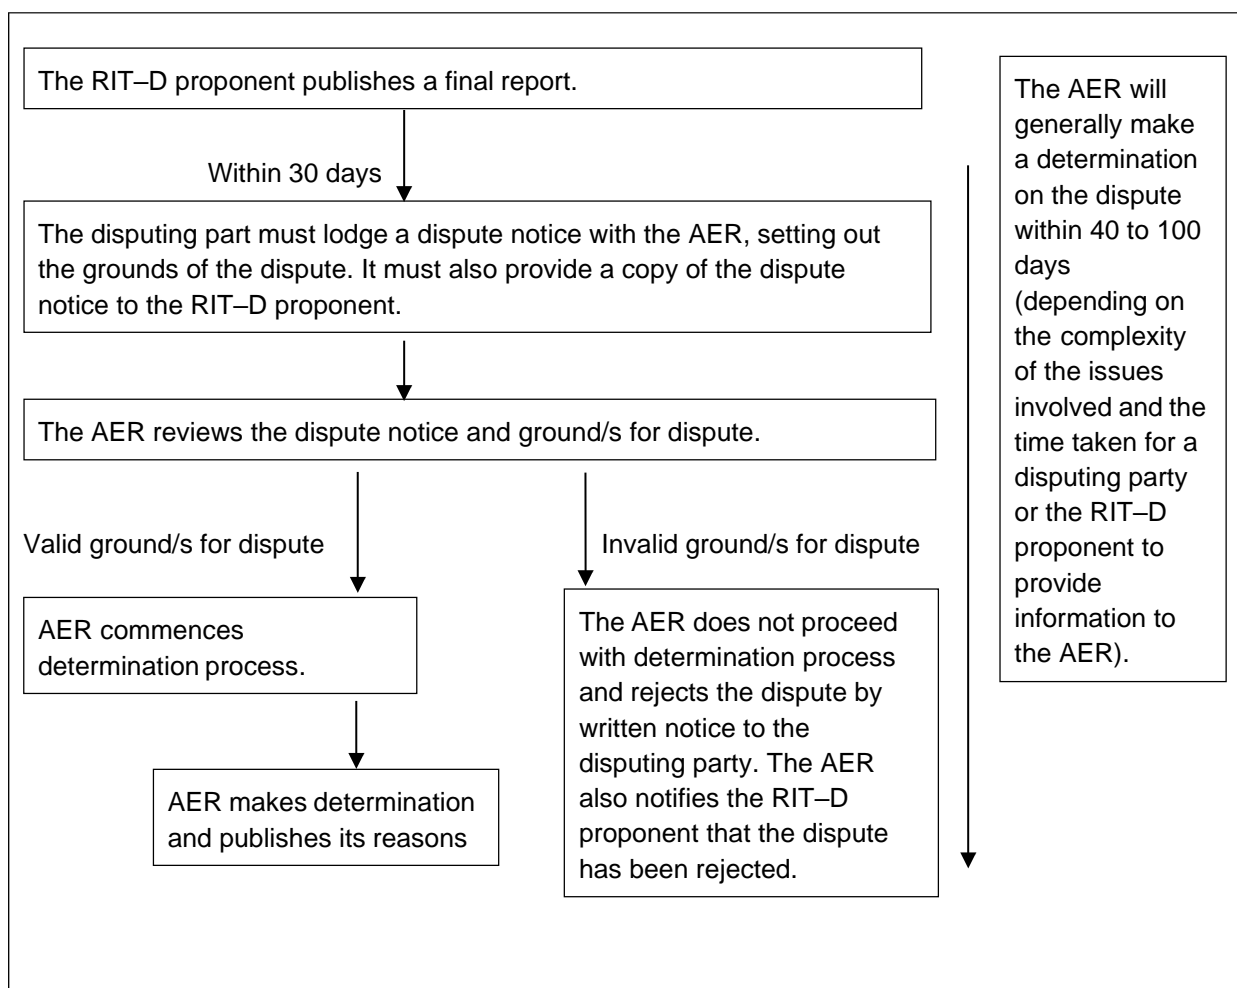 The RIT–D proponent publishes a final report.
Within 30 days
The disputing part must lodge a dispute notice with the AER, setting out
the grounds of the dispute. It must also provide a copy of the dispute
notice to the RIT–D proponent.
The AER reviews the dispute notice and ground/s for dispute.
Valid ground/s for dispute
Invalid ground/s for dispute
AER commences
determination process.
AER makes determination
and publishes its reasons
The AER does not proceed
with determination process
and rejects the dispute by
written notice to the
disputing party. The AER
also notifies the RIT–D
proponent that the dispute
has been rejected.
The AER will
generally make
a determination
on the dispute
within 40 to 100
days
(depending on
the complexity
of the issues
involved and the
time taken for a
disputing party
or the RIT–D
proponent to
provide
information to
the AER).